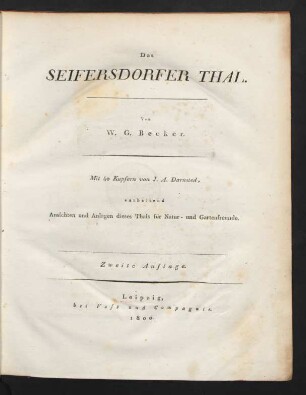 Das
SEIFERSDORFER THAL.
Von
W. G. Becker.
Mit 40 Kupfern von J. A. Darnstedt,
enthaltend
Ansichten und Anlagen dieses Thals für Natur- und Gartenfreunde.
Zweite Auflage.
Leipzig,
bei Voss und Compagnie.
1800